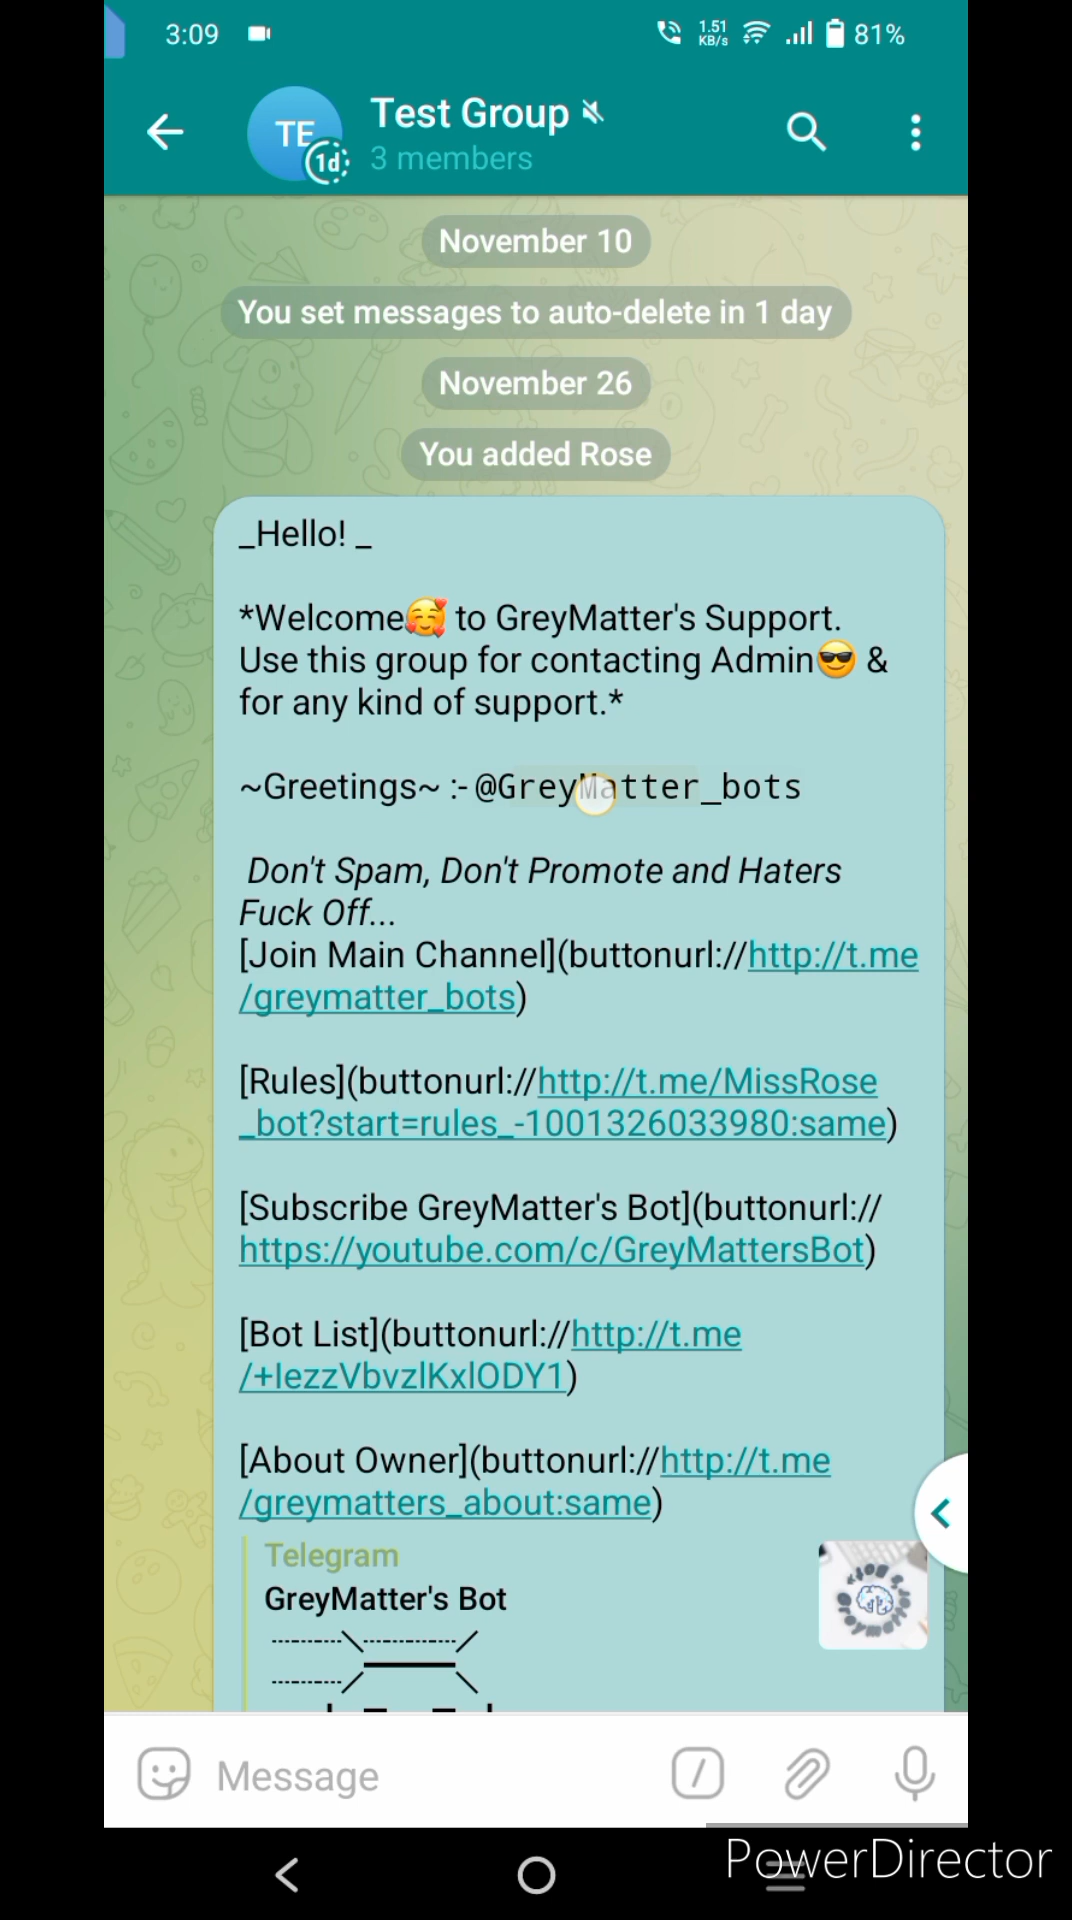 3:09 1.51 KB/s 81%
Test Group
TE 1d 3 members
November 10
You set messages to auto-delete in 1 day
November 26
You added Rose
_Hello! _
*Welcome🥰 to GreyMatter's Support.
Use this group for contacting Admin😎 &
for any kind of support.*
~Greetings~ :- @GreyMatter_bots
Don't Spam, Don't Promote and Haters
Fuck Off...
[Join Main Channel](buttonurl://http://t.me
/greymatter_bots)
[Rules](buttonurl://http://t.me/MissRose
_bot?start=rules_-1001326033980:same)
[Subscribe GreyMatter's Bot](buttonurl://
https://youtube.com/c/GreyMattersBot)
[Bot List](buttonurl://http://t.me
/+IezzVbvzlKxlODY1)
[About Owner](buttonurl://http://t.me
/greymatters_about:same)
Telegram
GreyMatter's Bot
Message
PowerDirector